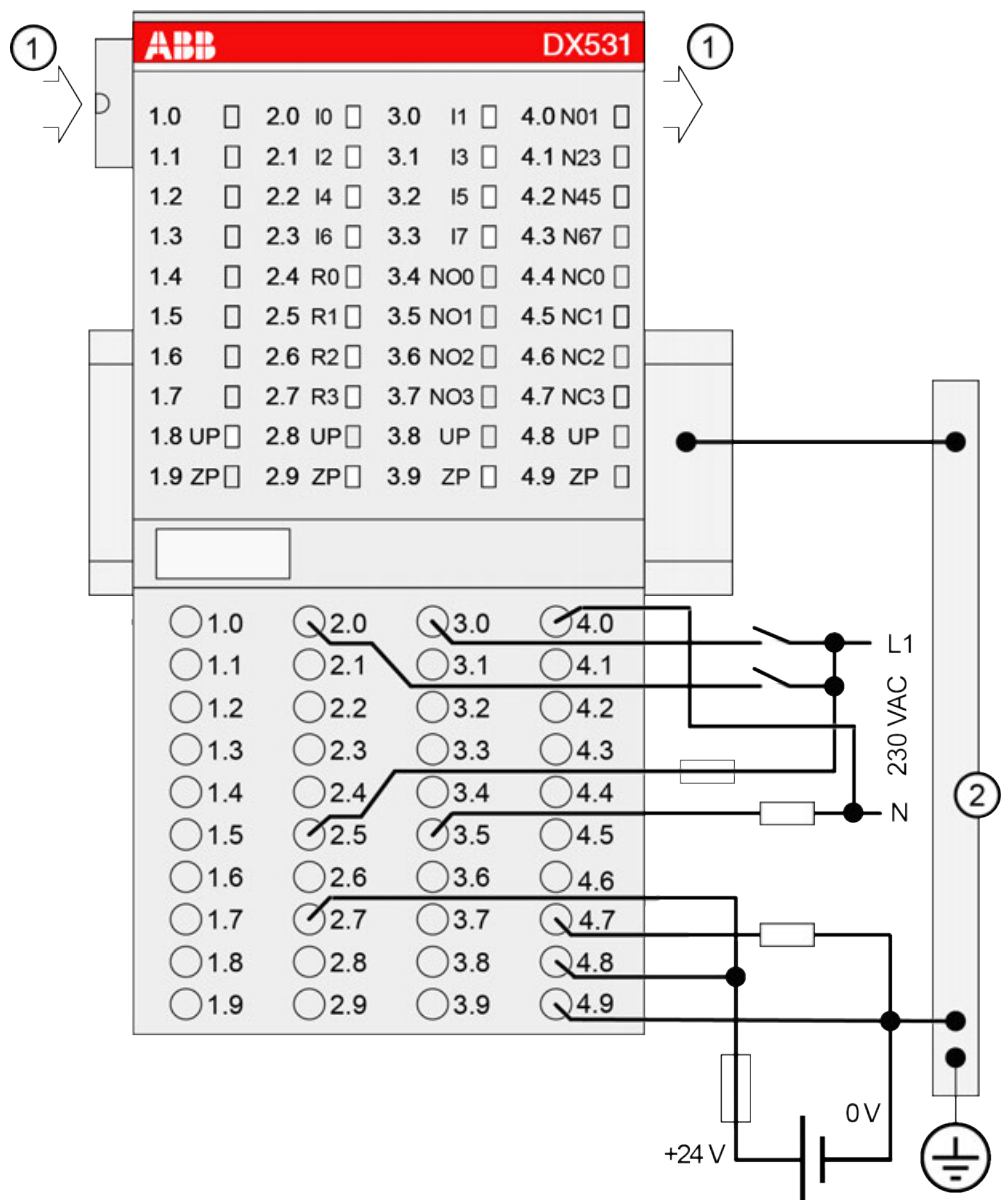 1 ABB DX531 1
1.0 2.0 I0 3.0 I1 4.0 N01
1.1 2.1 I2 3.1 I3 4.1 N23
1.2 2.2 I4 3.2 I5 4.2 N45
1.3 2.3 I6 3.3 I7 4.3 N67
1.4 2.4 R0 3.4 NO0 4.4 NC0
1.5 2.5 R1 3.5 NO1 4.5 NC1
1.6 2.6 R2 3.6 NO2 4.6 NC2
1.7 2.7 R3 3.7 NO3 4.7 NC3
1.8 UP 2.8 UP 3.8 UP 4.8 UP
1.9 ZP 2.9 ZP 3.9 ZP 4.9 ZP
1.0 2.0 3.0 4.0
L1
1.1 2.1 3.1 4.1
1.2 2.2 3.2 4.2
230 VAC
1.3 2.3 3.3 4.3
1.4 2.4 3.4 4.4
2
N
1.5 2.5 3.5 4.5
1.6 2.6 3.6 4.6
1.7 2.7 3.7 4.7
1.8 2.8 3.8 4.8
1.9 2.9 3.9 4.9
0 V
+24 V